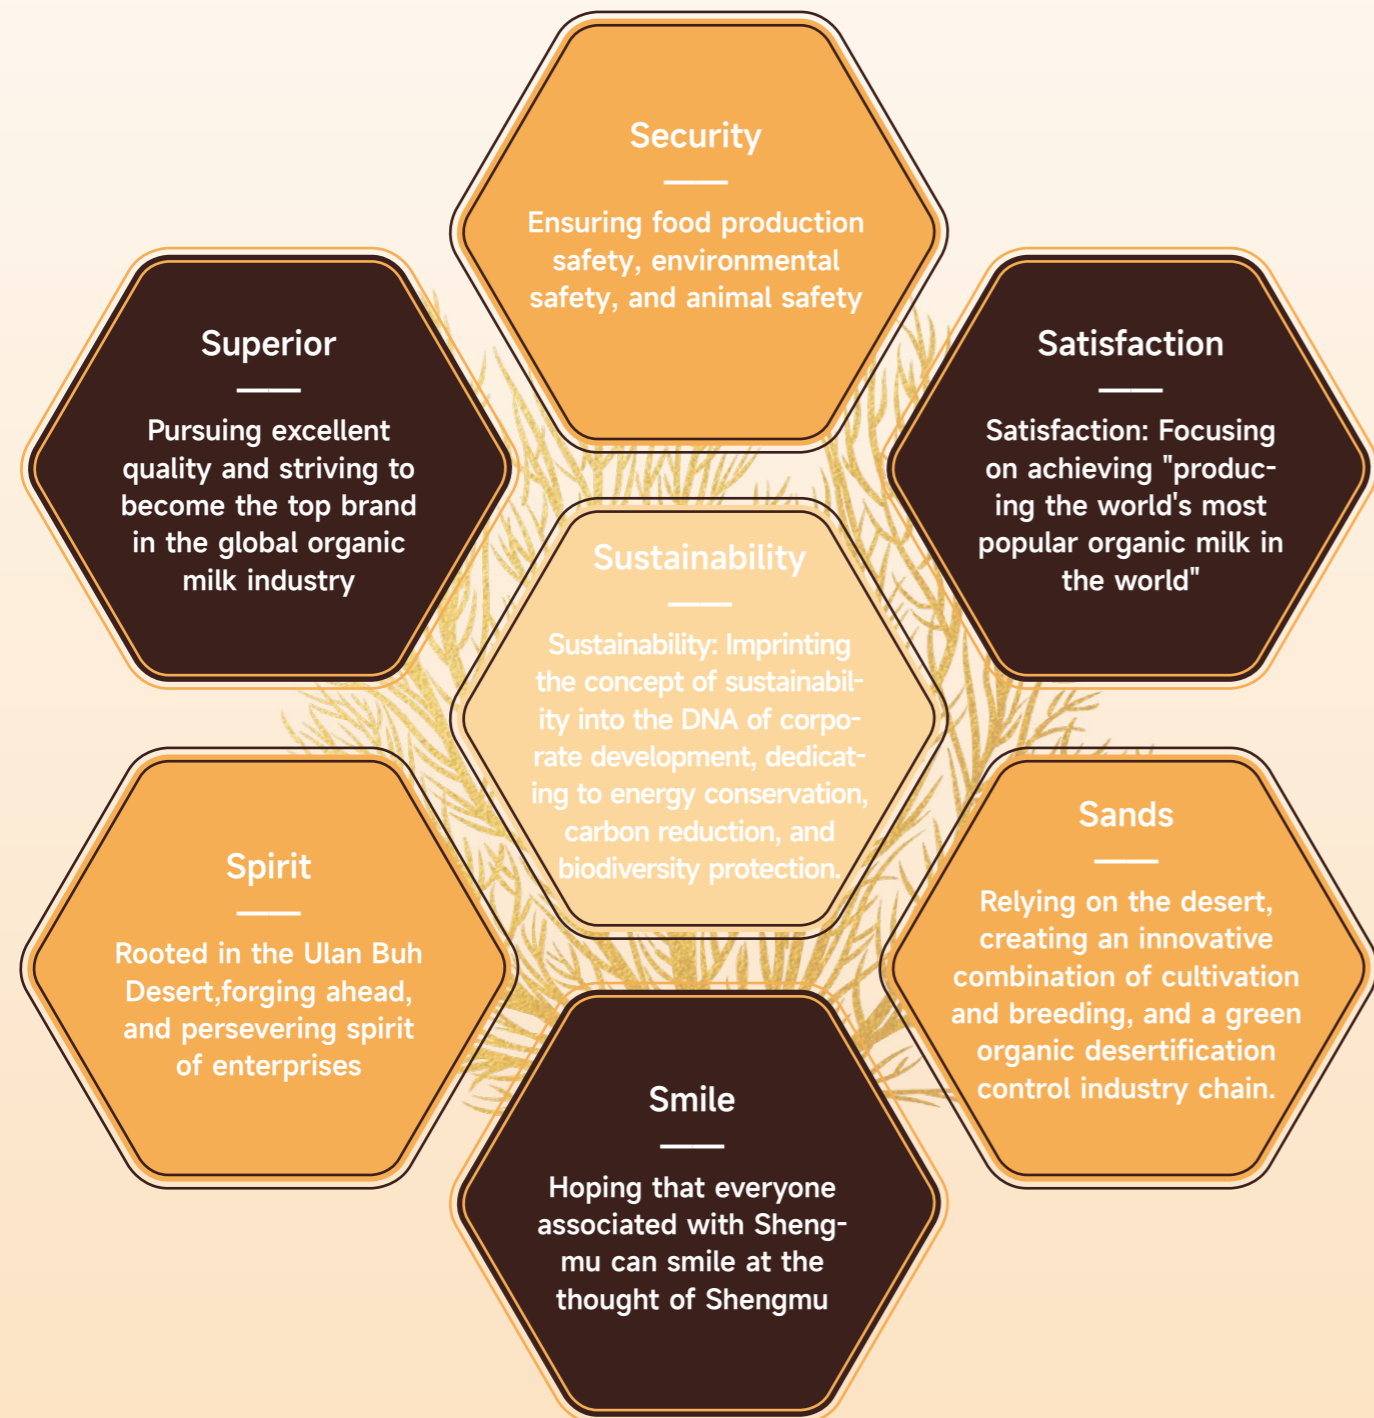 Security
Ensuring food production
safety, environmental
safety, and animal safety
Superior
Pursuing excellent
quality and striving to
become the top brand
in the global organic
milk industry
Satisfaction
Satisfaction: Focusing
on achieving "produc-
ing the world's most
popular organic milk in
the world"
Sustainability
Sustainability: Imprinting
the concept of sustainabil-
ity into the DNA of corpo-
rate development, dedicat-
ing to energy conservation,
carbon reduction, and
biodiversity protection.
Spirit
Rooted in the Ulan Buh
Desert,forging ahead,
and persevering spirit
of enterprises
Sands
Relying on the desert,
creating an innovative
combination of cultivation
and breeding, and a green
organic desertification
control industry chain.
Smile
Hoping that everyone
associated with Sheng-
mu can smile at the
thought of Shengmu